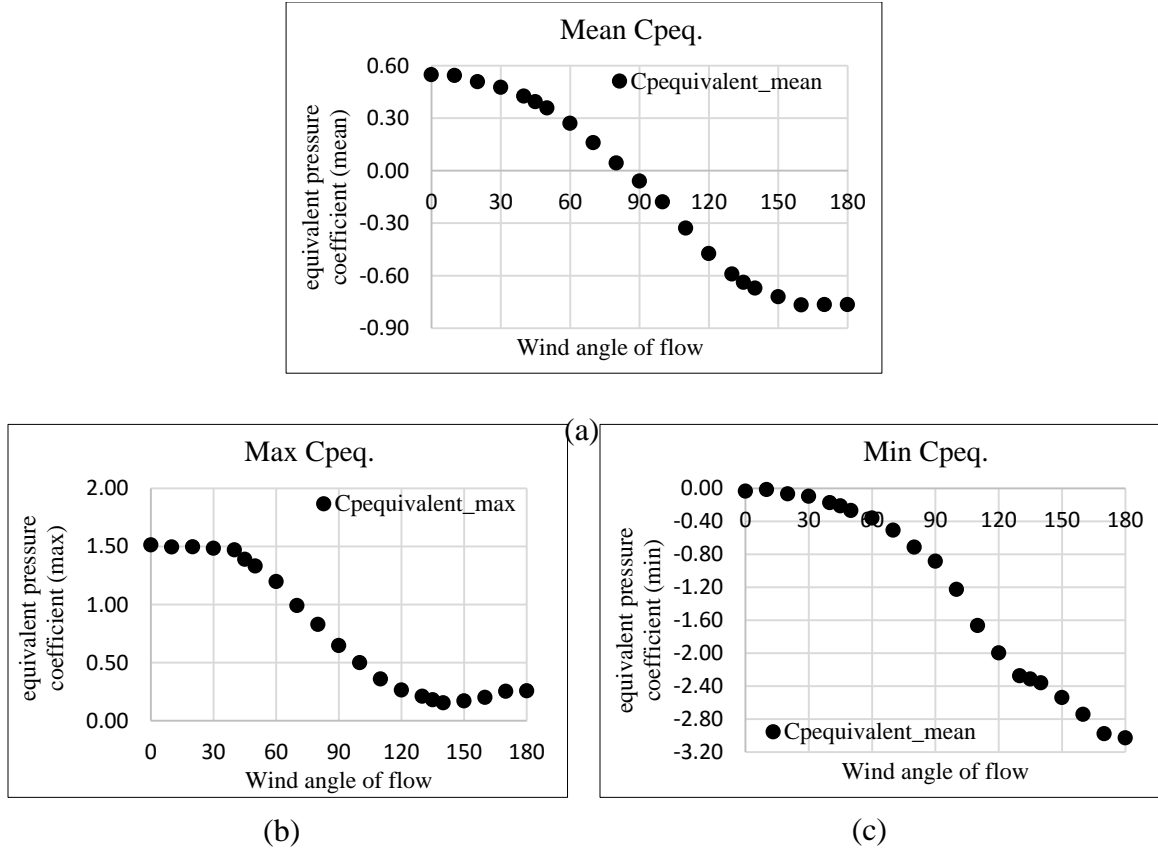 Mean Cpeq.
0.60
0.30
0.00
-0.30
-0.60
-0.90
0 30 60 90 120 150 180
Cpequivalent_mean
equivalent pressure
coefficient (mean)
Wind angle of flow
(a)
Max Cpeq.
2.00
1.50
1.00
0.50
0.00
0 30 60 90 120 150 180
Cpequivalent_max
equivalent pressure
coefficient (max)
Wind angle of flow
(b)
Min Cpeq.
0.00
-0.40
-0.80
-1.20
-1.60
-2.00
-2.40
-2.80
-3.20
0 30 60 90 120 150 180
Cpequivalent_mean
equivalent pressure
coefficient (min)
Wind angle of flow
(c)